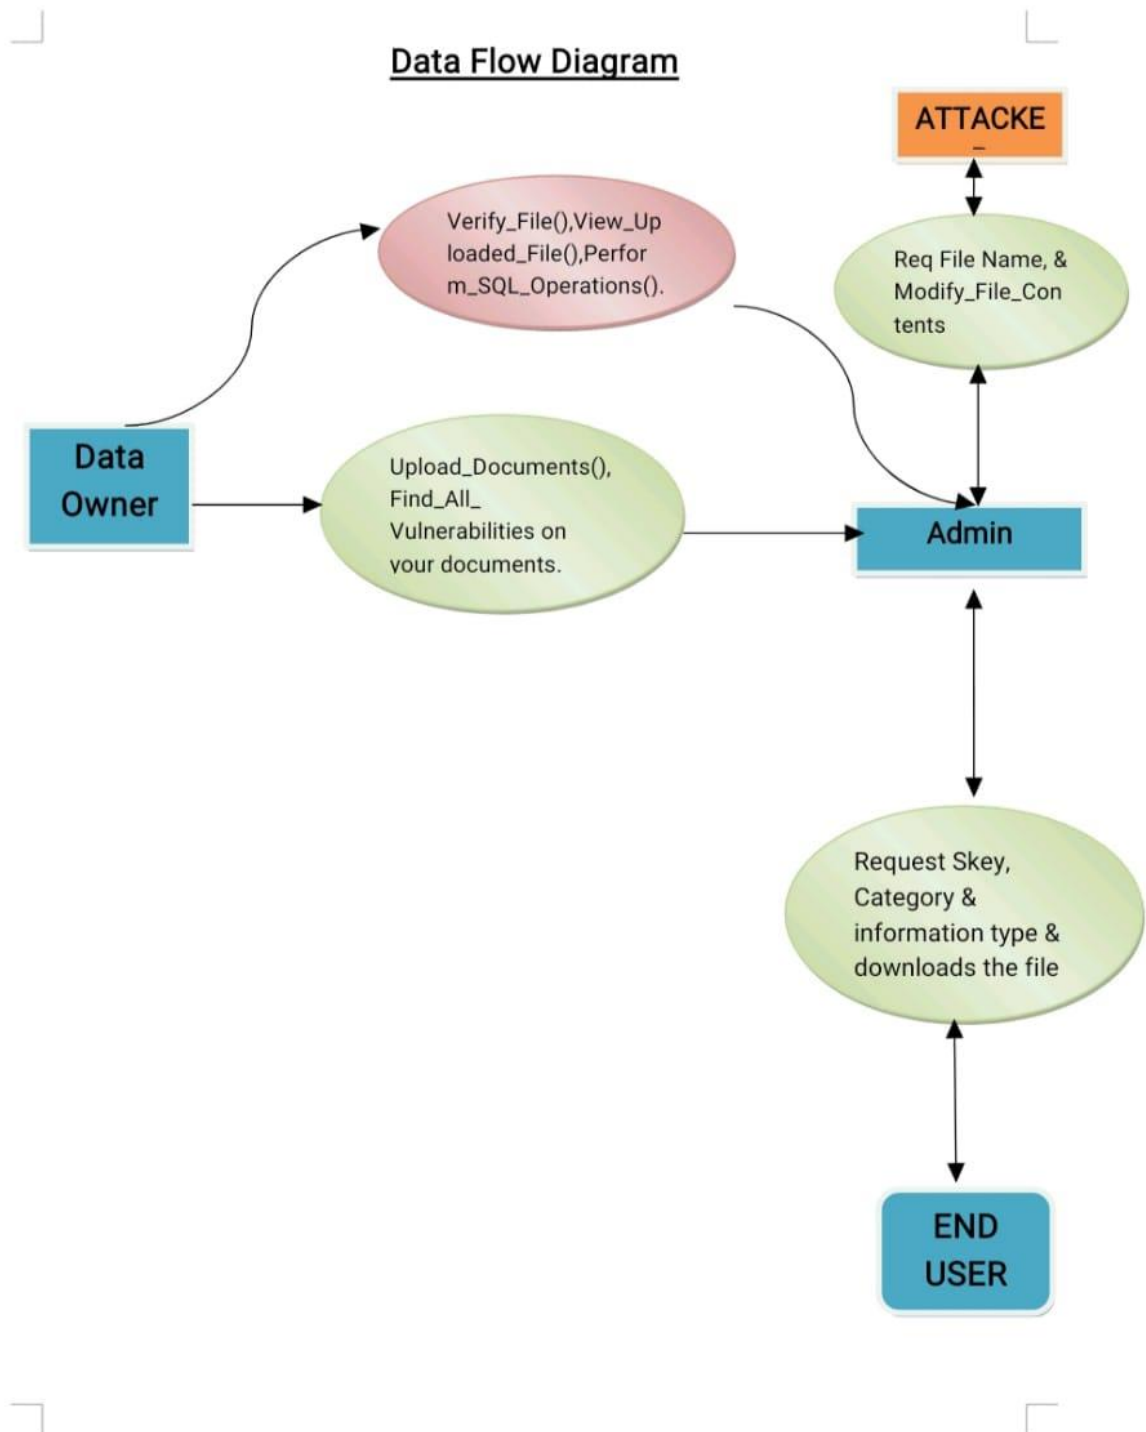 Data Flow Diagram
ATTACKE
Verify_File(),View_Up
loaded_File(),Perfor
m_SQL_Operations().
Req File Name, &
Modify_File_Con
tents
Data
Owner
Upload_Documents(),
Find_All_
Vulnerabilities on
your documents.
Admin
Request Skey,
Category &
information type &
downloads the file
END
USER